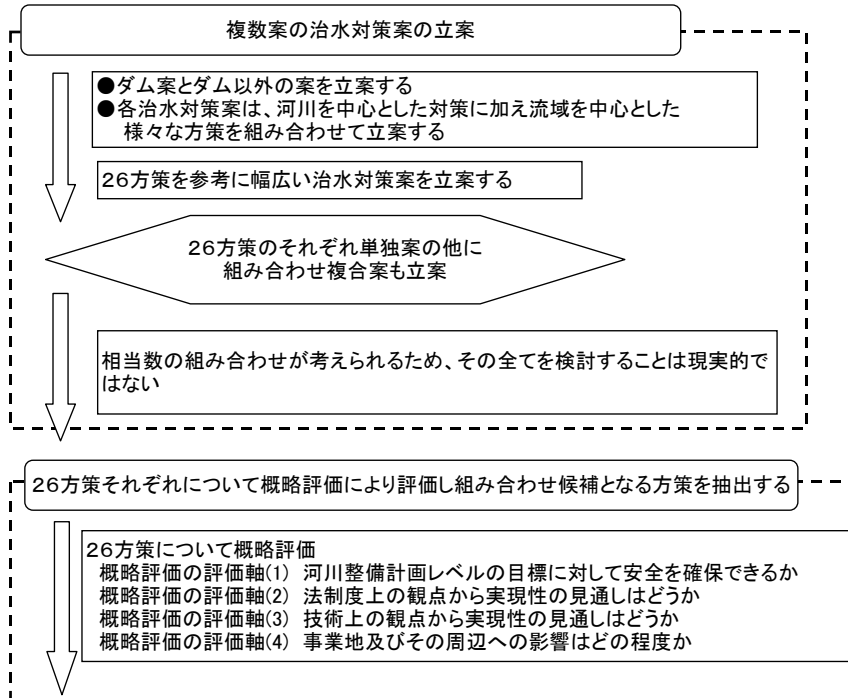 複数案の治水対策案の立案
●ダム案とダム以外の案を立案する
●各治水対策案は、河川を中心とした対策に加え流域を中心とした
様々な方策を組み合わせて立案する
26方策を参考に幅広い治水対策案を立案する
26方策のそれぞれ単独案の他に
組み合わせ複合案も立案
相当数の組み合わせが考えられるため、その全てを検討することは現実的で
はない
26方策それぞれについて概略評価により評価し組み合わせ候補となる方策を抽出する
26方策について概略評価
概略評価の評価軸(1) 河川整備計画レベルの目標に対して安全を確保できるか
概略評価の評価軸(2) 法制度上の観点から実現性の見通しはどうか
概略評価の評価軸(3) 技術上の観点から実現性の見通しはどうか
概略評価の評価軸(4) 事業地及びその周辺への影響はどの程度か